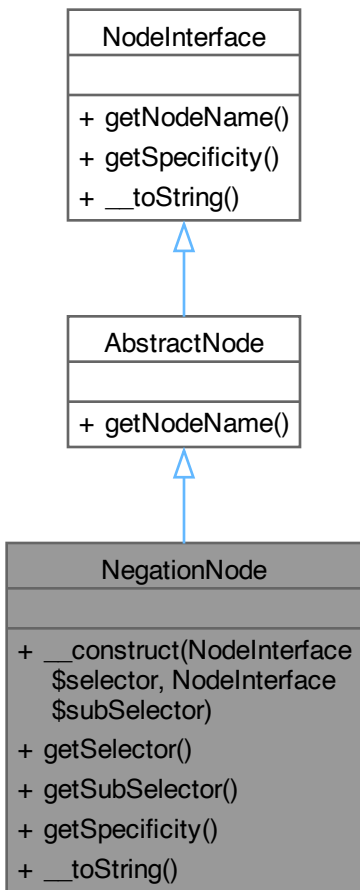 NodeInterface
+ getNodeName()
+ getSpecificity()
+ __toString()
AbstractNode
+ getNodeName()
NegationNode
+ __construct(NodeInterface
$selector, NodeInterface
$subSelector)
+ getSelector()
+ getSubSelector()
+ getSpecificity()
+ __toString()